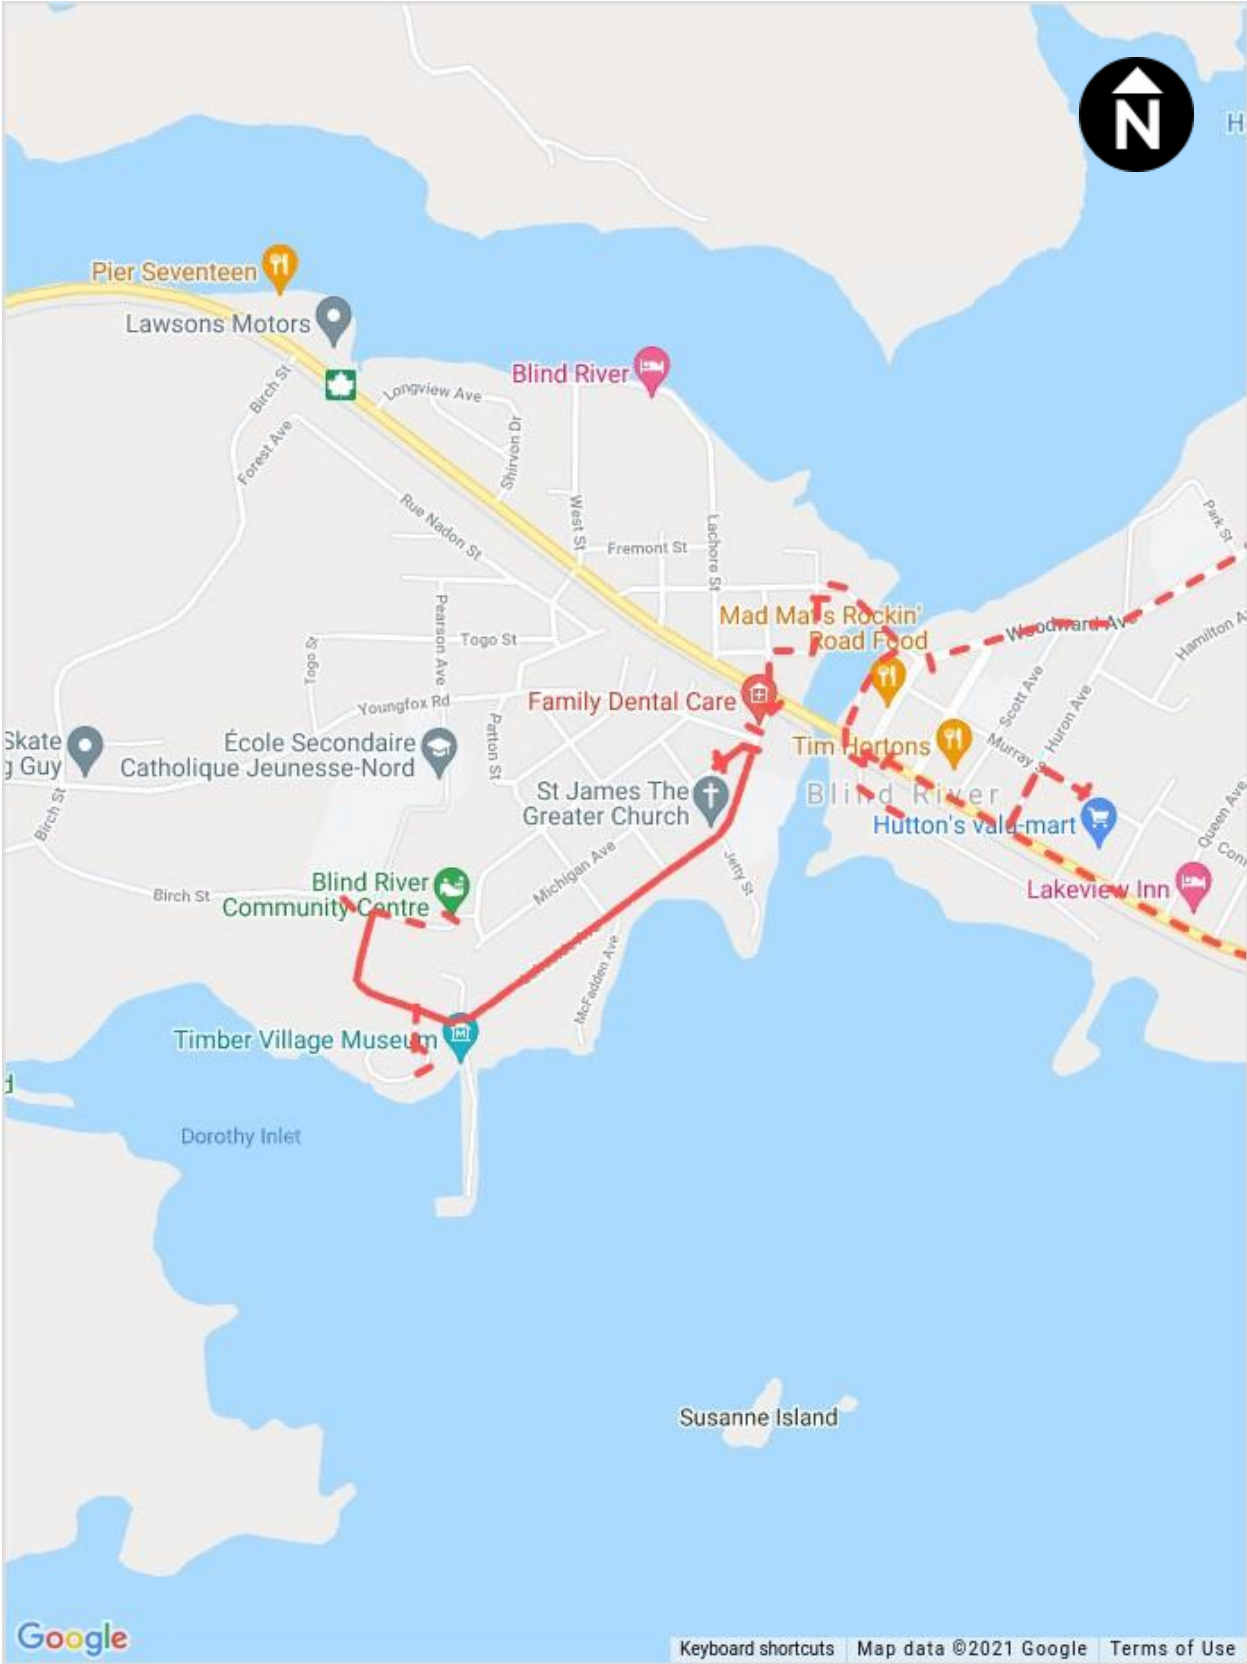 N
H
Pier Seventeen
Lawsons Motors
Blind River
Longview Ave
Birch St
Shirvon Dr
Forest Ave
Rue Nadon St
West St
Lachore St
Park St
Fremont St
Mad Mat's Rockin'
Road Food
Woodward Ave
Hamilton A
Pearson Ave
Togo St
Togo St
Scott Ave
Huron Ave
Family Dental Care
Youngfox Rd
Patton St
Skate
g Guy
École Secondaire
Catholique Jeunesse-Nord
Tim Hortons
Murray S
St James The
Greater Church
Blind River
Hutton's valu-mart
Queen Ave
Birch St
Jetty St
Michigan Ave
Birch St
Blind River
Community Centre
Lakeview Inn
McFadden Ave
Timber Village Museum
d
Dorothy Inlet
Susanne Island
Google
Keyboard shortcuts
Map data ©2021 Google
Terms of Use